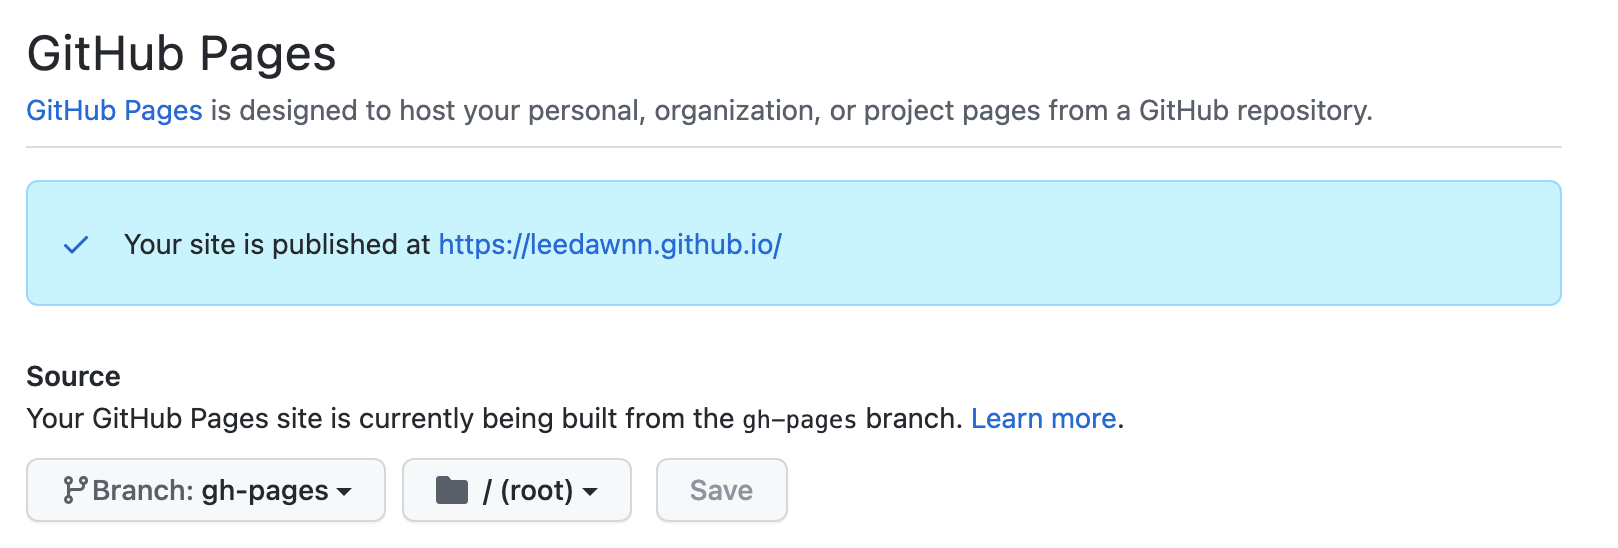 GitHub Pages
GitHub Pages is designed to host your personal, organization, or project pages from a GitHub repository.
Your site is published at https://leedawnn.github.io/
Source
Your GitHub Pages site is currently being built from the gh-pages branch. Learn more.
Branch: gh-pages / (root) Save